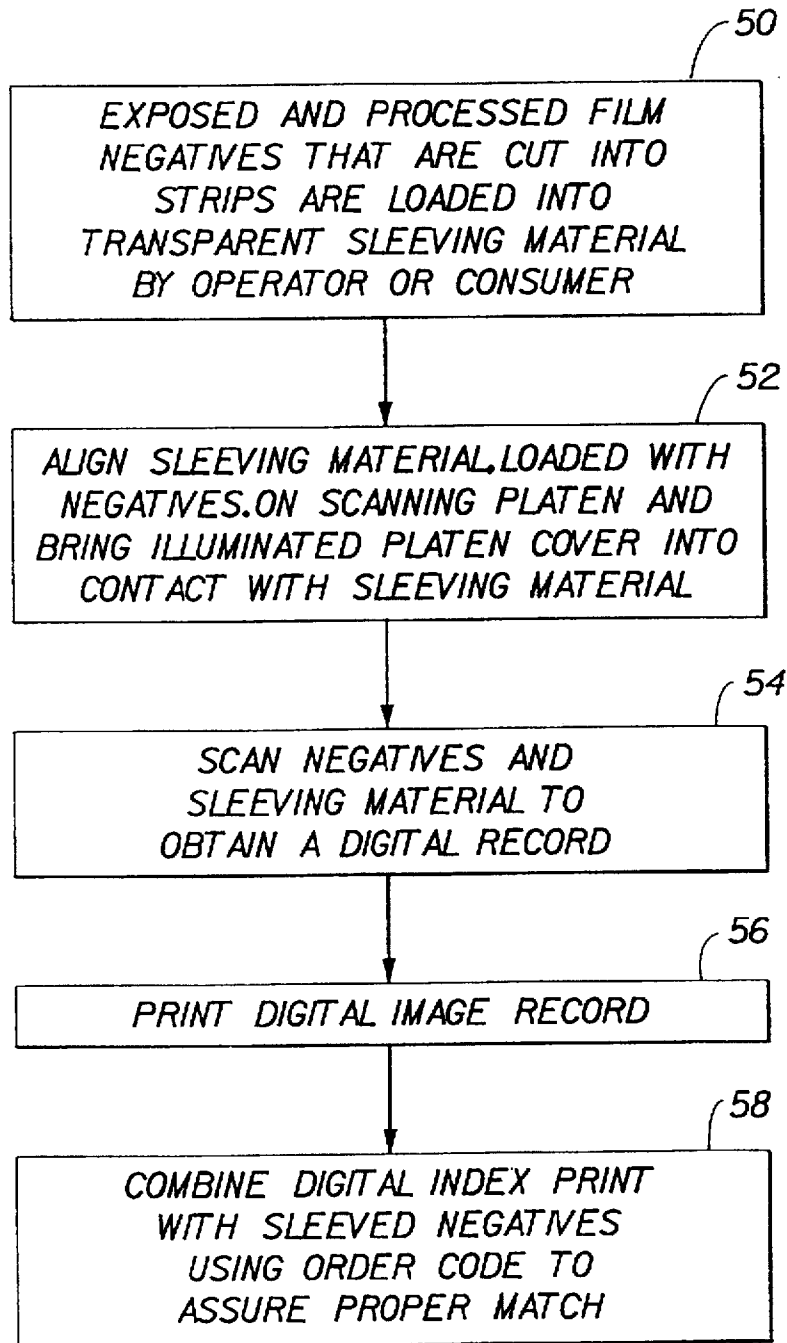 50
EXPOSED AND PROCESSED FILM
NEGATIVES THAT ARE CUT INTO
STRIPS ARE LOADED INTO
TRANSPARENT SLEEVING MATERIAL
BY OPERATOR OR CONSUMER
52
ALIGN SLEEVING MATERIAL.LOADED WITH
NEGATIVES.ON SCANNING PLATEN AND
BRING ILLUMINATED PLATEN COVER INTO
CONTACT WITH SLEEVING MATERIAL
54
SCAN NEGATIVES AND
SLEEVING MATERIAL TO
OBTAIN A DIGITAL RECORD
56
PRINT DIGITAL IMAGE RECORD
58
COMBINE DIGITAL INDEX PRINT
WITH SLEEVED NEGATIVES
USING ORDER CODE TO
ASSURE PROPER MATCH